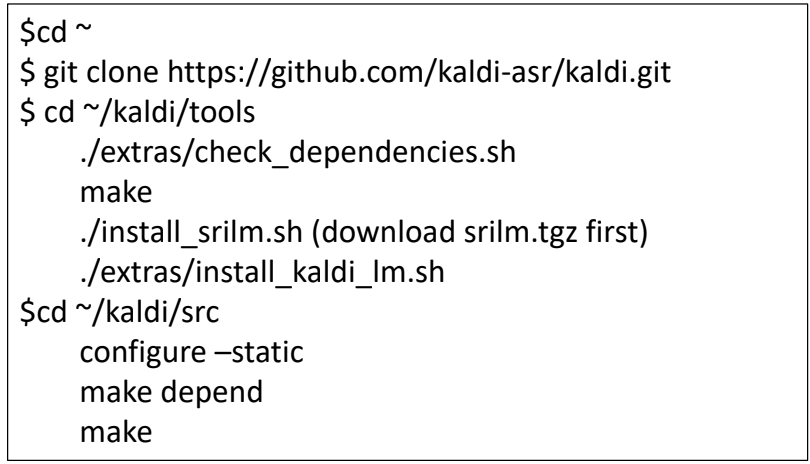 $cd ~
$ git clone https://github.com/kaldi-asr/kaldi.git
$ cd ~/kaldi/tools
./extras/check_dependencies.sh
make
./install_srilm.sh (download srilm.tgz first)
./extras/install_kaldi_lm.sh
$cd ~/kaldi/src
configure –static
make depend
make